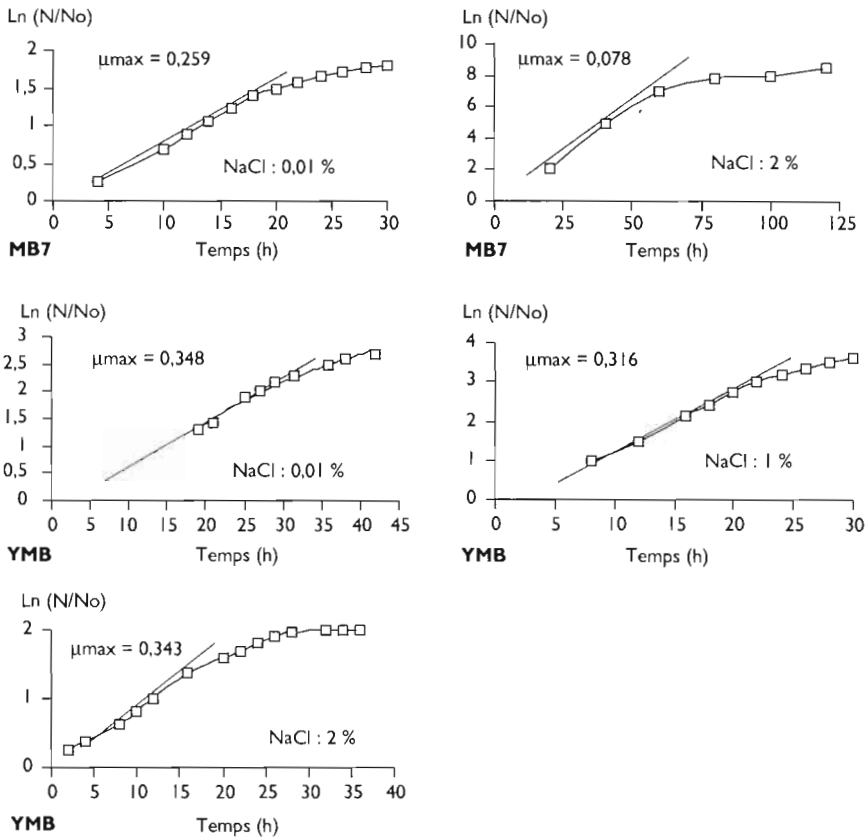 Ln (N/No)
2
µmax = 0,259
1,5
1
0,5
NaCl : 0,01 %
0
0 5 10 15 20 25 30
MB7 Temps (h)
Ln (N/No)
10
µmax = 0,078
8
6
4
2
NaCl : 2 %
0
0 25 50 75 100 125
MB7 Temps (h)
Ln (N/No)
3
2,5
µmax = 0,348
2
1,5
1
0,5
NaCl : 0,01 %
0
0 5 10 15 20 25 30 35 40 45
YMB Temps (h)
Ln (N/No)
4
µmax = 0,316
3
2
1
NaCl : 1 %
0
0 5 10 15 20 25 30
YMB Temps (h)
Ln (N/No)
2
µmax = 0,343
1
NaCl : 2 %
0
0 5 10 15 20 25 30 35 40
YMB Temps (h)